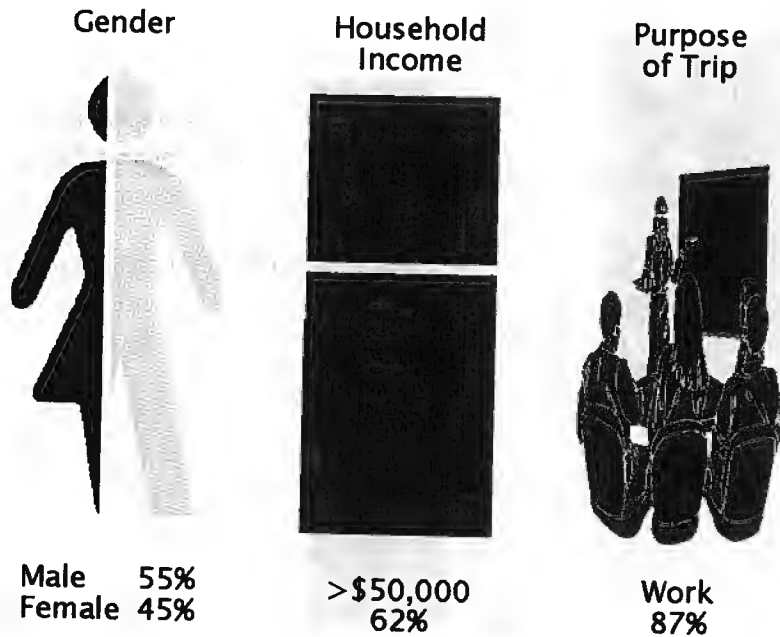 Gender
Male 55%
Female 45%
Household
Income
>$50,000
62%
Purpose
of Trip
Work
87%